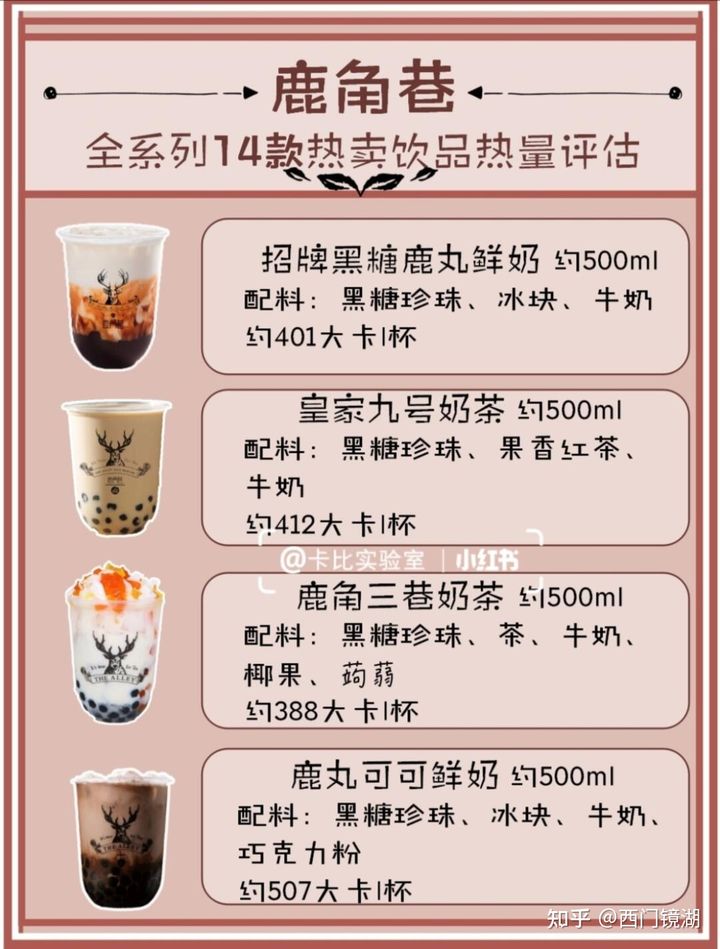 鹿角巷
全系列14款热卖饮品热量评估
招牌黑糖鹿丸鲜奶 约500ml
配料：黑糖珍珠、冰块、牛奶
约401大卡|杯
皇家九号奶茶 约500ml
配料：黑糖珍珠、果香红茶、
牛奶
约412大卡|杯
@卡比实验室 | 小红书
鹿角三巷奶茶 约500ml
配料：黑糖珍珠、茶、牛奶、
椰果、蒟蒻
约388大卡|杯
THE ALLEY
鹿丸可可鲜奶 约500ml
配料：黑糖珍珠、冰块、牛奶、
巧克力粉
约507大卡|杯
THE ALLEY
知乎 @西门镜湖